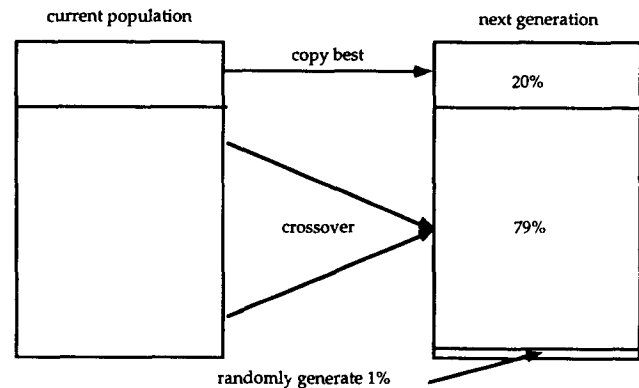 current population
next generation
copy best
20%
crossover
79%
randomly generate 1%